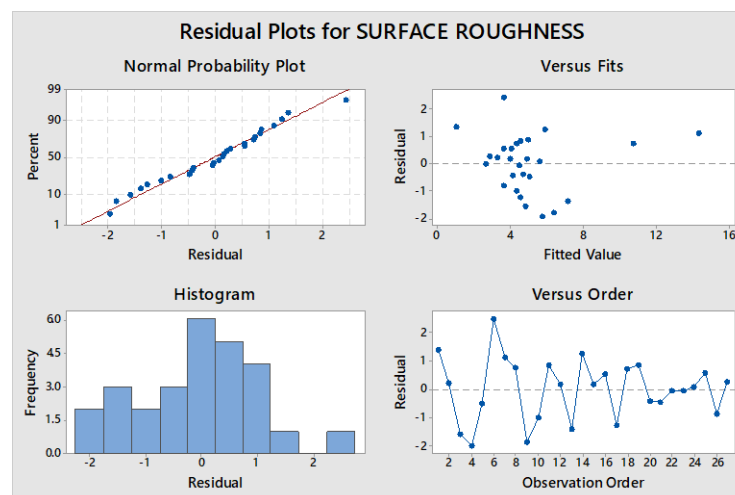 Residual Plots for SURFACE ROUGHNESS
Normal Probability Plot
99
90
50
10
1
Percent
-2 -1 0 1 2
Residual
Versus Fits
2
1
0
-1
-2
Residual
0 4 8 12 16
Fitted Value
Histogram
6.0
4.5
3.0
1.5
0.0
Frequency
-2 -1 0 1 2
Residual
Versus Order
2
1
0
-1
-2
Residual
2 4 6 8 10 12 14 16 18 20 22 24 26
Observation Order